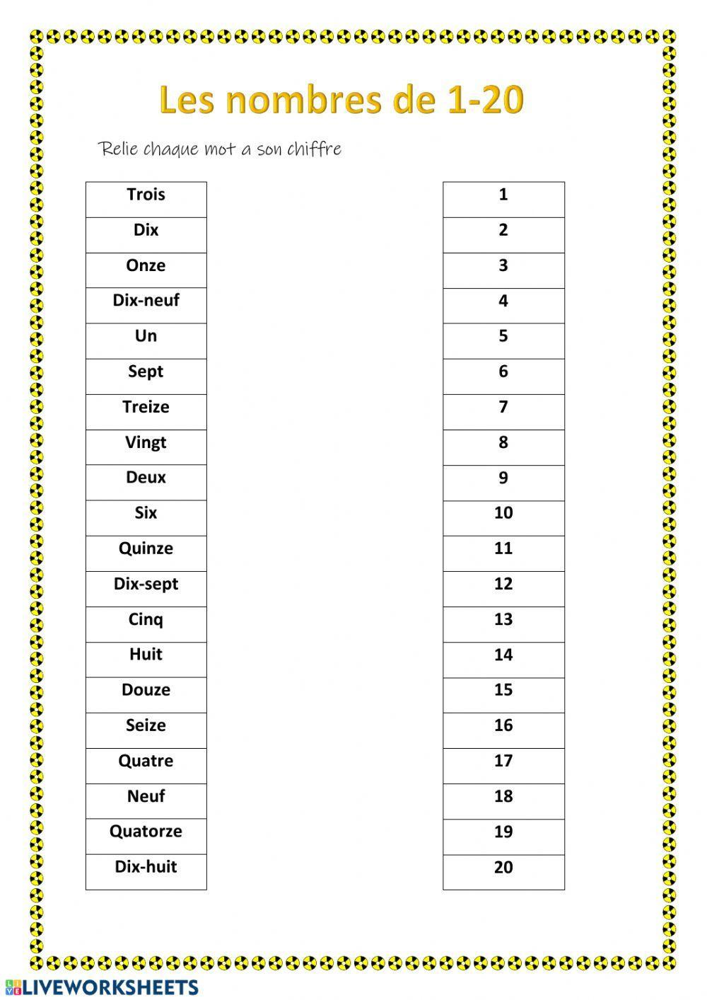 Les nombres de 1-20
Relie chaque mot a son chiffre
Trois 1
Dix 2
Onze 3
Dix-neuf 4
Un 5
Sept 6
Treize 7
Vingt 8
Deux 9
Six 10
Quinze 11
Dix-sept 12
Cinq 13
Huit 14
Douze 15
Seize 16
Quatre 17
Neuf 18
Quatorze 19
Dix-huit 20
LIVE LIVEWORKSHEETS